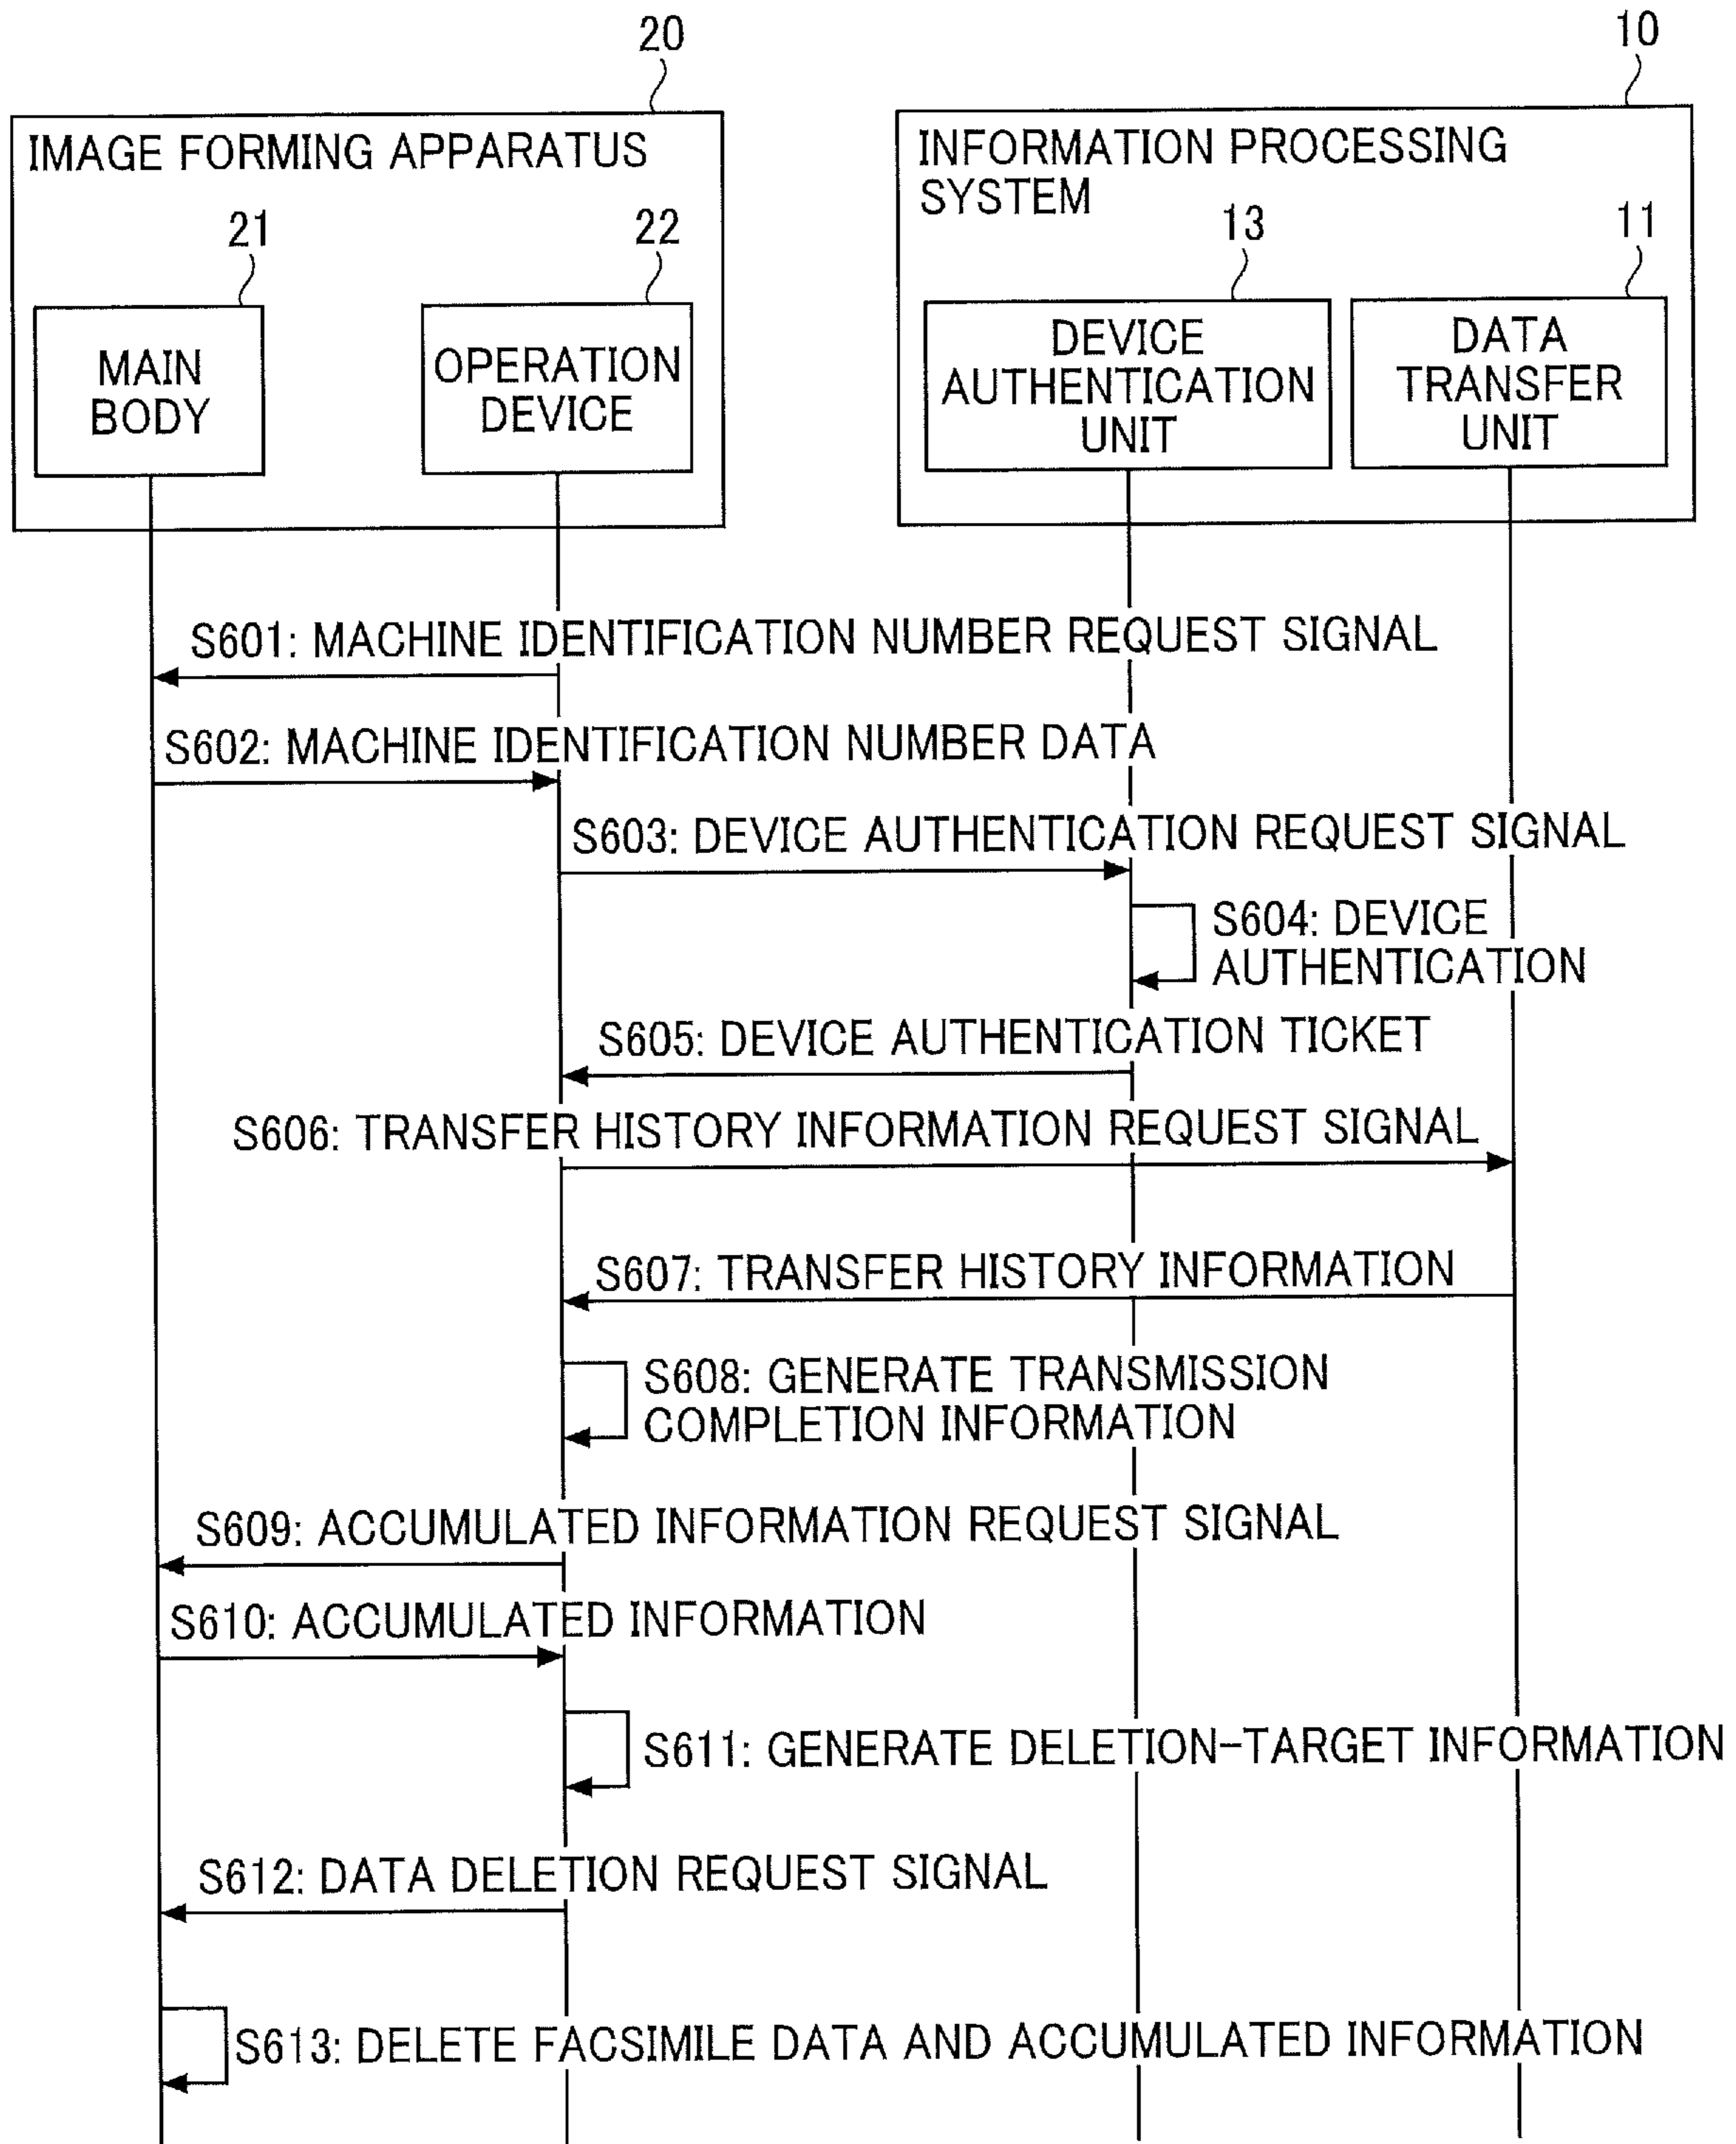 20
10
IMAGE FORMING APPARATUS
INFORMATION PROCESSING
SYSTEM
21
22
13
11
MAIN
BODY
OPERATION
DEVICE
DEVICE
AUTHENTICATION
UNIT
DATA
TRANSFER
UNIT
S601: MACHINE IDENTIFICATION NUMBER REQUEST SIGNAL
S602: MACHINE IDENTIFICATION NUMBER DATA
S603: DEVICE AUTHENTICATION REQUEST SIGNAL
S604: DEVICE
AUTHENTICATION
S605: DEVICE AUTHENTICATION TICKET
S606: TRANSFER HISTORY INFORMATION REQUEST SIGNAL
S607: TRANSFER HISTORY INFORMATION
S608: GENERATE TRANSMISSION
COMPLETION INFORMATION
S609: ACCUMULATED INFORMATION REQUEST SIGNAL
S610: ACCUMULATED INFORMATION
S611: GENERATE DELETION-TARGET INFORMATION
S612: DATA DELETION REQUEST SIGNAL
S613: DELETE FACSIMILE DATA AND ACCUMULATED INFORMATION